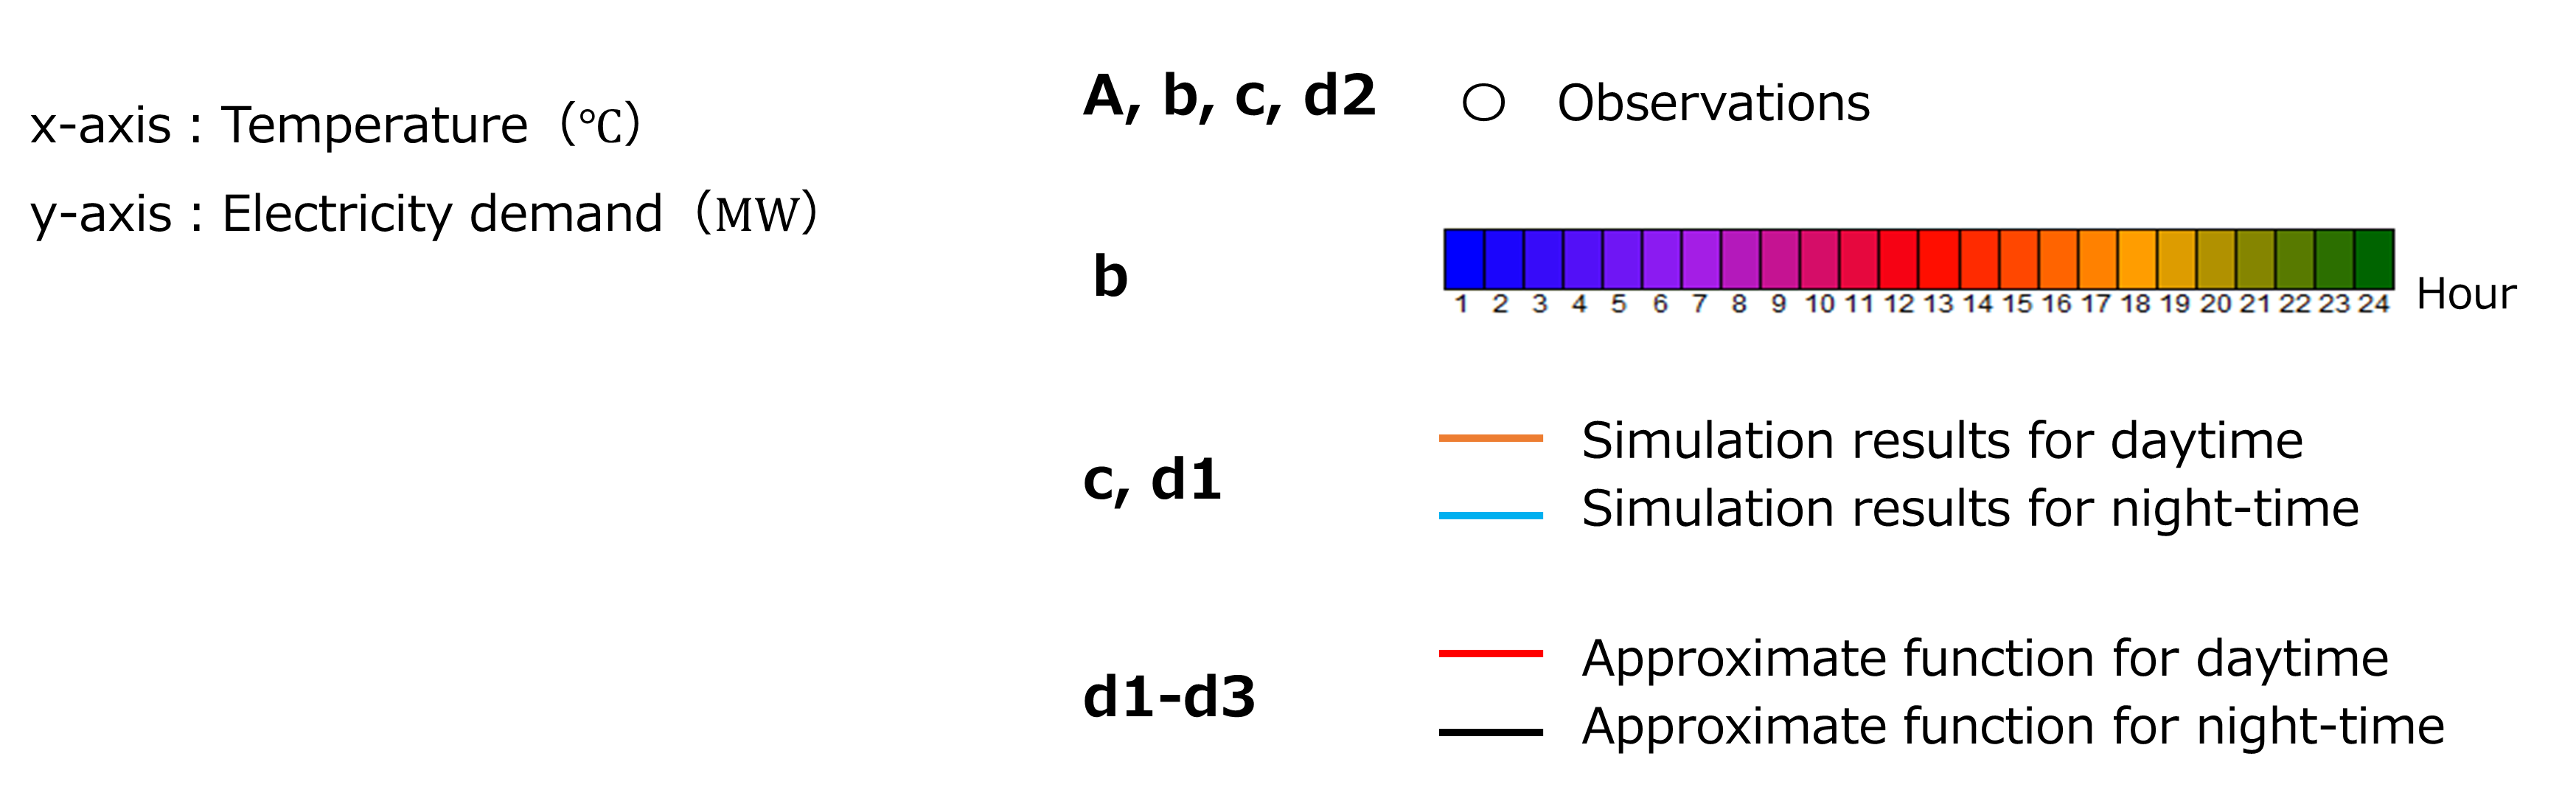 x-axis : Temperature（℃）
y-axis : Electricity demand（MW）
A, b, c, d2
Observations
b
1 2 3 4 5 6 7 8 9 10 11 12 13 14 15 16 17 18 19 20 21 22 23 24
Hour
c, d1
Simulation results for daytime
Simulation results for night-time
d1-d3
Approximate function for daytime
Approximate function for night-time